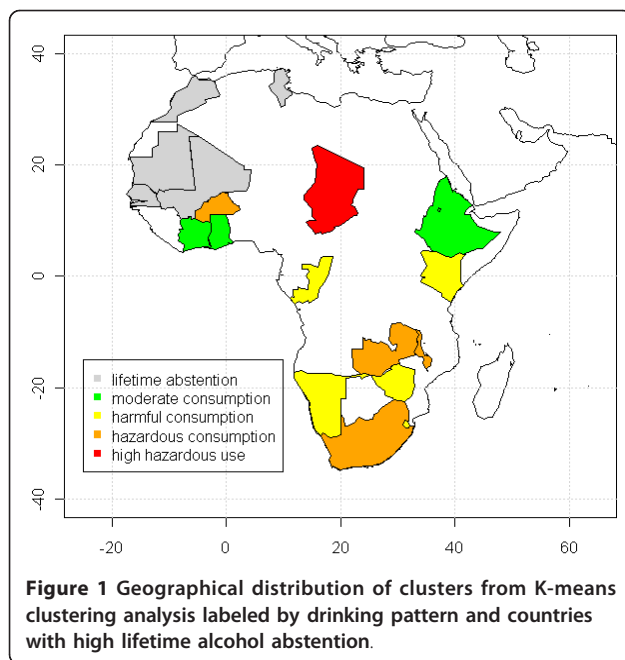 40
20
0
-20
-40
lifetime abstention
moderate consumption
harmful consumption
hazardous consumption
high hazardous use
-20 0 20 40 60
Figure 1 Geographical distribution of clusters from K-means
clustering analysis labeled by drinking pattern and countries
with high lifetime alcohol abstention.